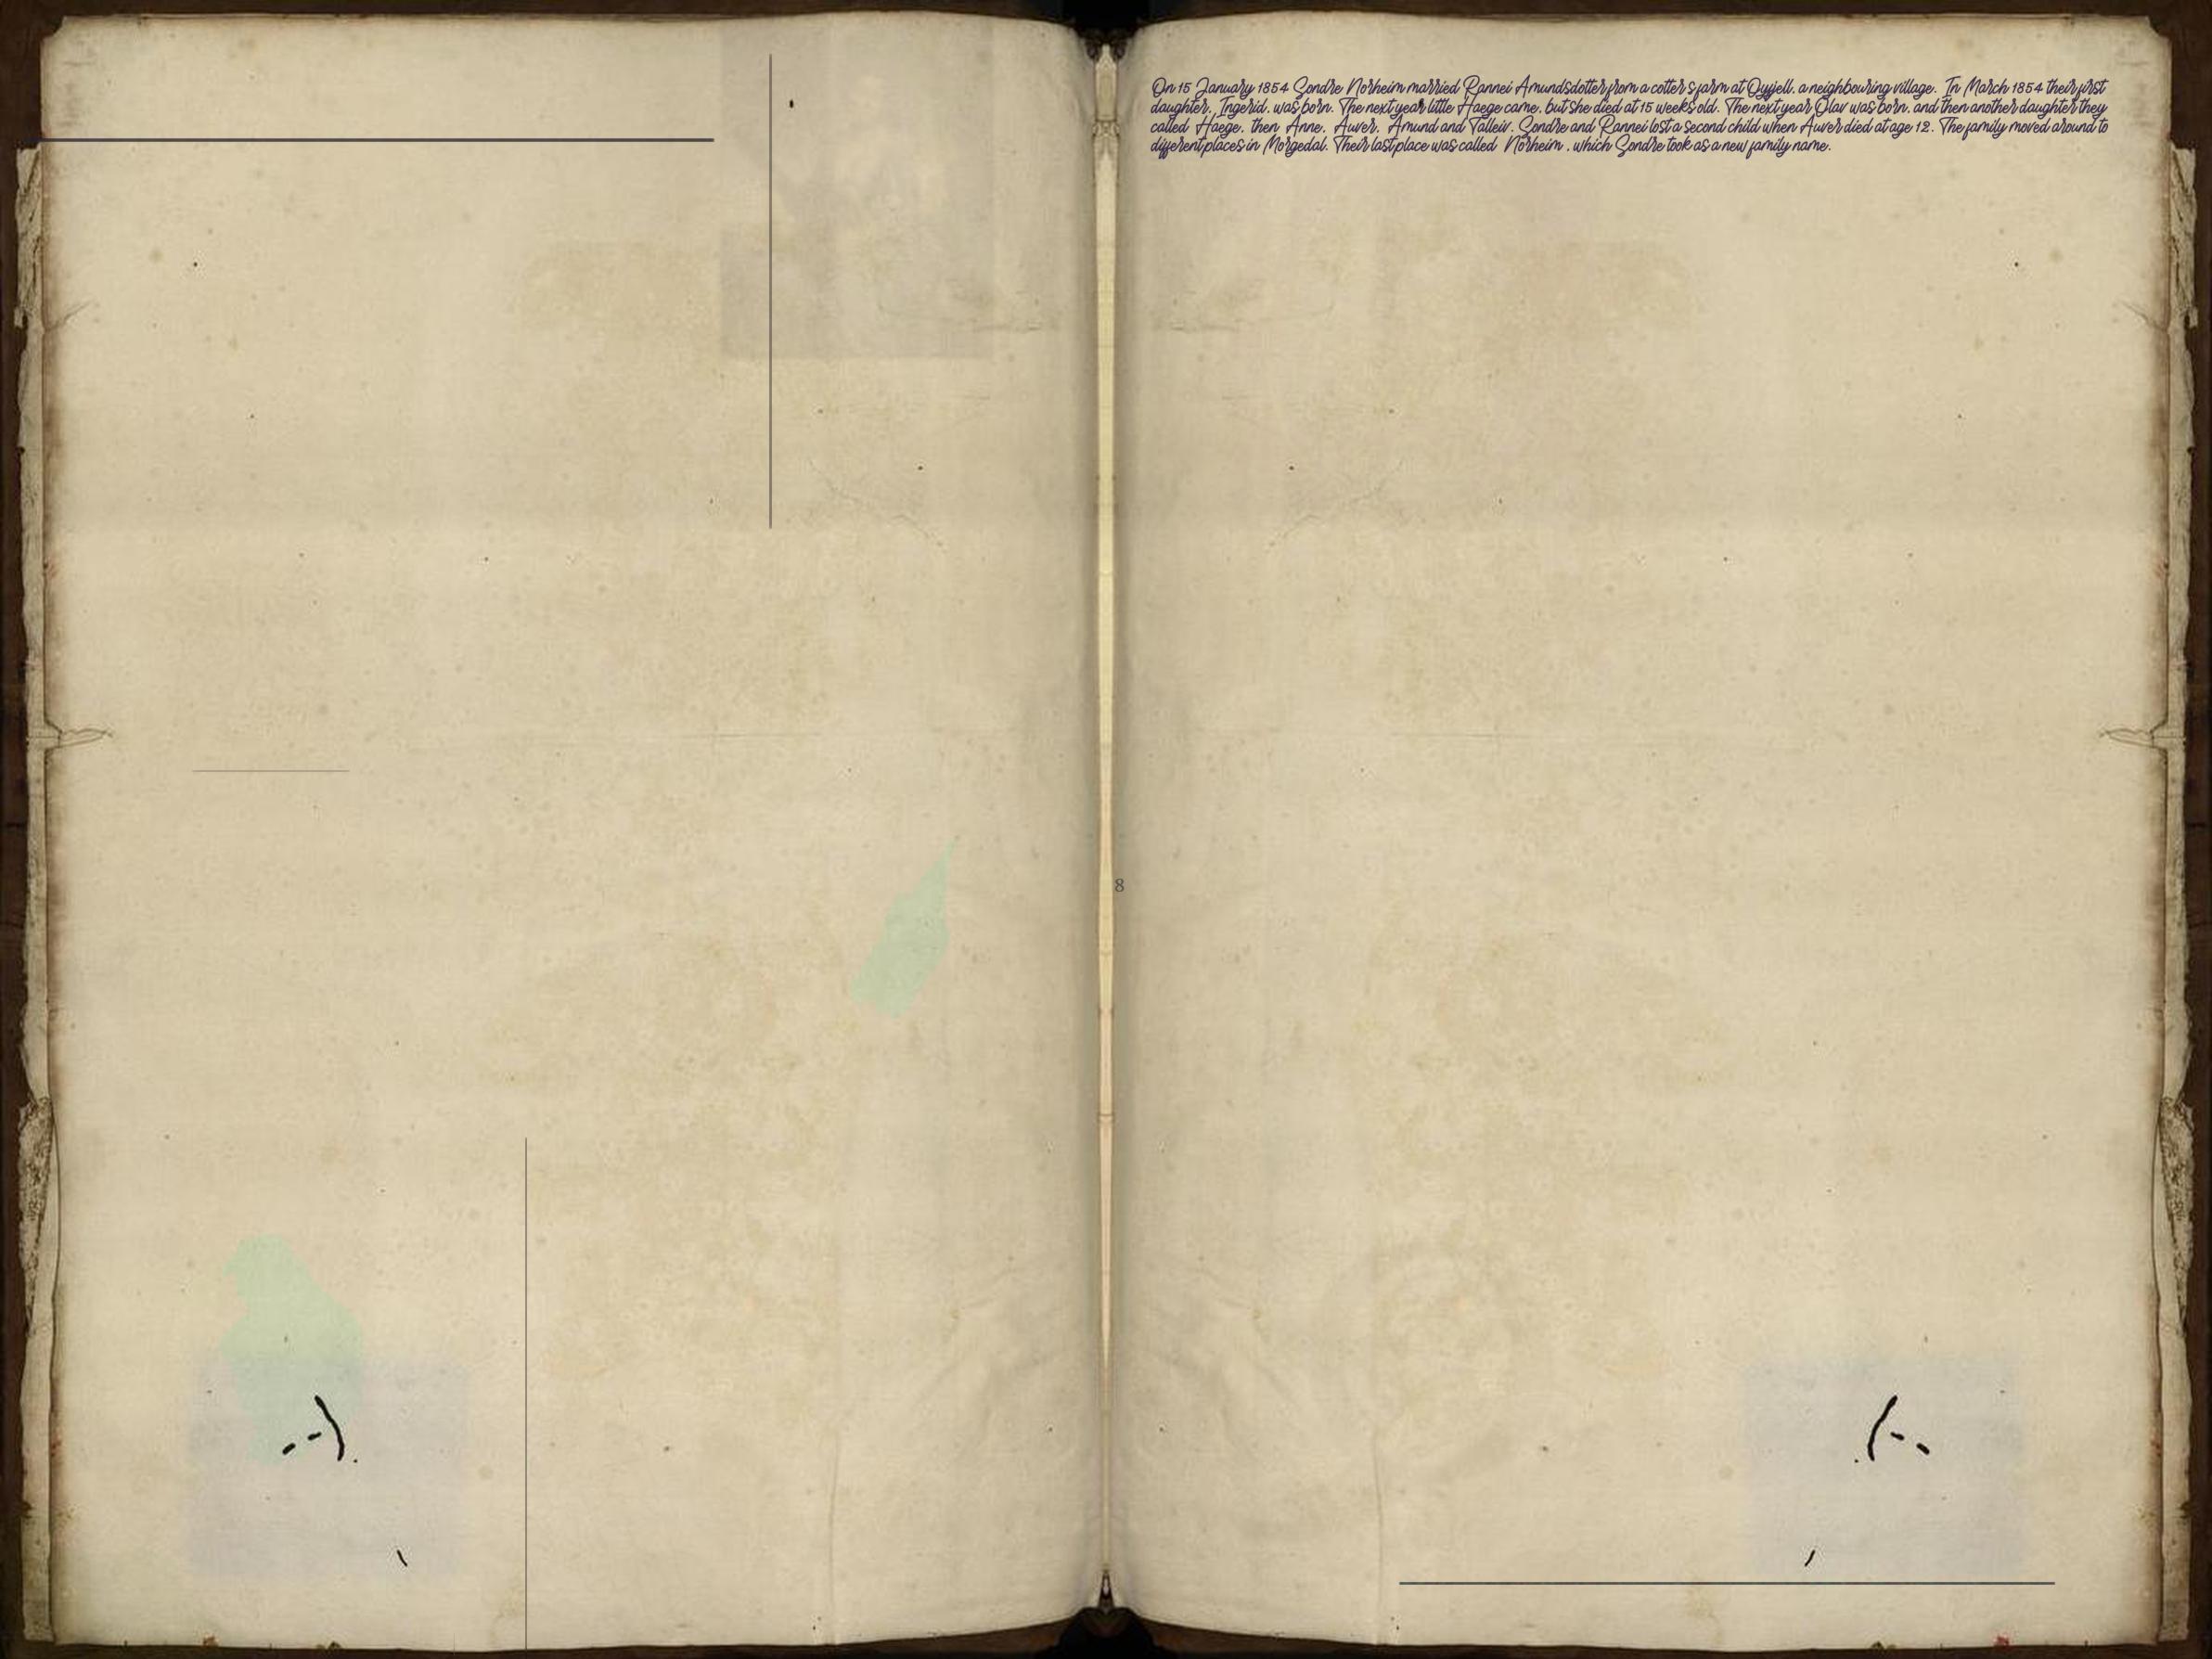 On 15 January 1854 Sondre Norheim married Rannei Amundsdotter from a cotter s farm at Øyfjell, a neighbouring village. In March 1854 their first
daughter, Ingerid, was born. The next year little Haege came, but she died at 15 weeks old. The next year Olav was born, and then another daughter they
called Haege, then Anne, Auver, Amund and Talleiv. Sondre and Rannei lost a second child when Auver died at age 12. The family moved around to
different places in Morgedal. Their last place was called Norheim , which Sondre took as a new family name.
8